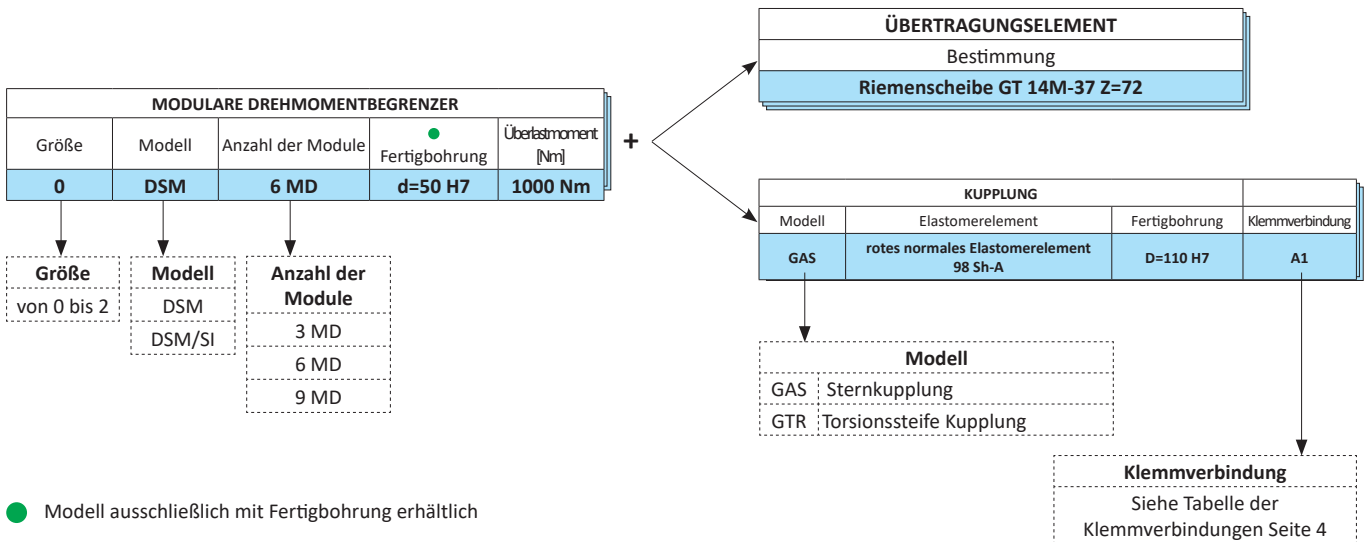 ÜBERTRAGUNGSELEMENT
Bestimmung
Riemenscheibe GT 14M-37 Z=72
MODULARE DREHMOMENTBEGRENZER
Größe Modell Anzahl der Module Fertigbohrung Überlastmoment
[Nm]
0 DSM 6 MD d=50 H7 1000 Nm
+
KUPPLUNG
Modell Elastomerelement Fertigbohrung Klemmverbindung
GAS rotes normales Elastomerelement
98 Sh-A D=110 H7 A1
Größe
von 0 bis 2
Modell
DSM
DSM/SI
Anzahl der
Module
3 MD
6 MD
9 MD
Modell
GAS Sternkupplung
GTR Torsionssteife Kupplung
Klemmverbindung
Siehe Tabelle der
Klemmverbindungen Seite 4
Modell ausschließlich mit Fertigbohrung erhältlich